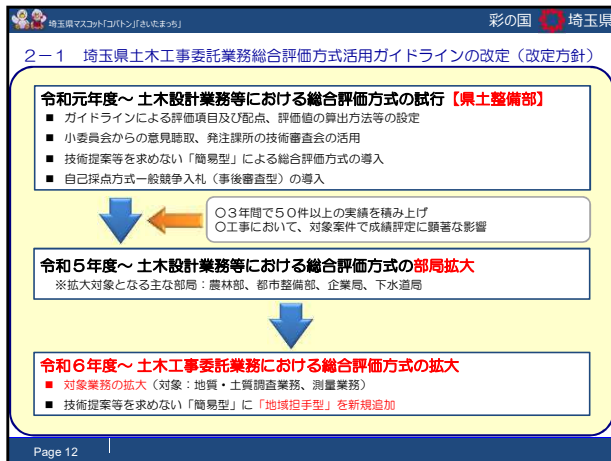 埼玉県マスコット「コバトン」「さいたまっち」
彩の国 埼玉県
２－１　埼玉県土木工事委託業務総合評価方式活用ガイドラインの改定（改定方針）
令和元年度～ 土木設計業務等における総合評価方式の試行【県土整備部】
■ ガイドラインによる評価項目及び配点、評価値の算出方法等の設定
■ 小委員会からの意見聴取、発注課所の技術審査会の活用
■ 技術提案等を求めない「簡易型」による総合評価方式の導入
■ 自己採点方式一般競争入札（事後審査型）の導入
〇３年間で５０件以上の実績を積み上げ
〇工事において、対象案件で成績評定に顕著な影響
令和５年度～ 土木設計業務等における総合評価方式の部局拡大
※拡大対象となる主な部局：農林部、都市整備部、企業局、下水道局
令和６年度～ 土木工事委託業務における総合評価方式の拡大
■ 対象業務の拡大（対象：地質・土質調査業務、測量業務）
■ 技術提案等を求めない「簡易型」に「地域担手型」を新規追加
Page 12